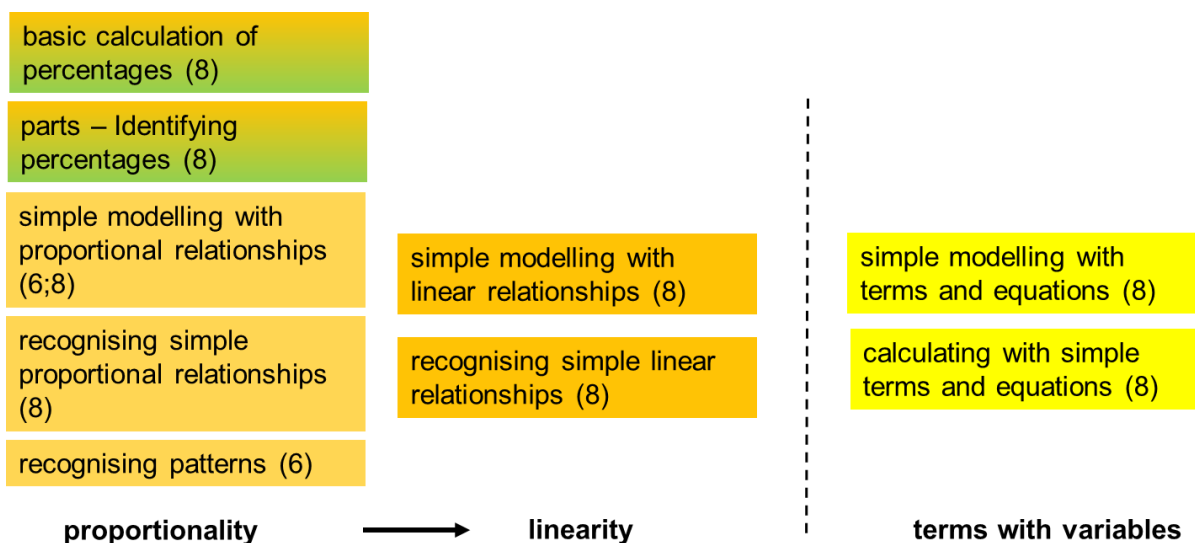 basic calculation of
percentages (8)
parts – Identifying
percentages (8)
simple modelling with
proportional relationships
(6;8)
recognising simple
proportional relationships
(8)
recognising patterns (6)
simple modelling with
linear relationships (8)
recognising simple linear
relationships (8)
simple modelling with
terms and equations (8)
calculating with simple
terms and equations (8)
proportionality
linearity
terms with variables